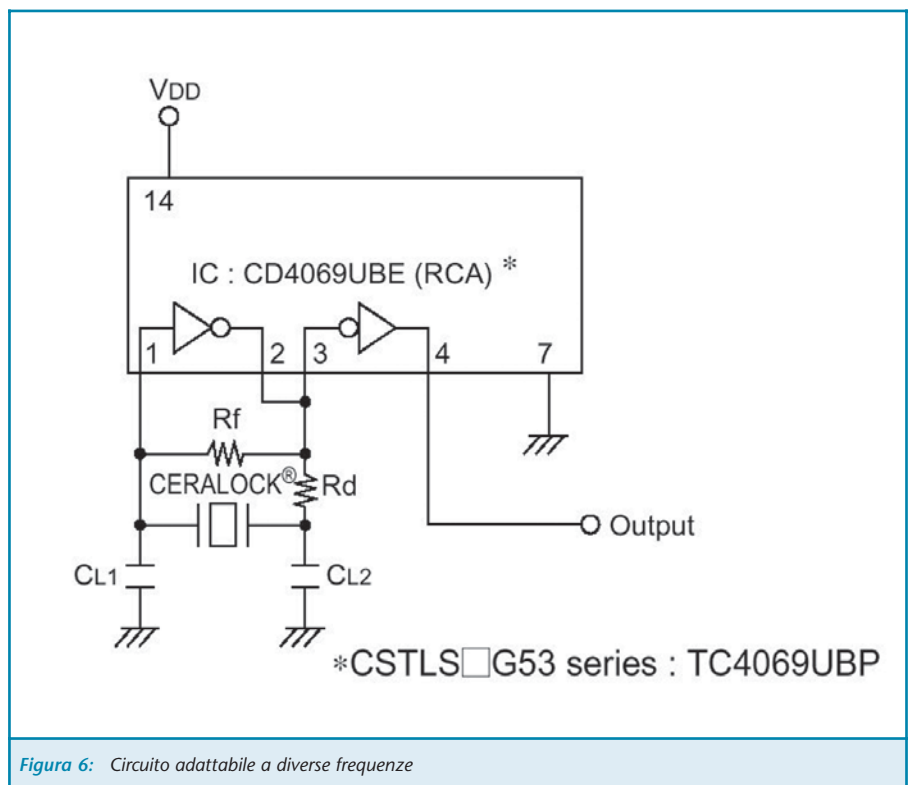 VDD
14
IC : CD4069UBE (RCA) *
1 2 3 4 7
Rf
CERALOCK® Rd
Output
CL1 CL2
*CSTLS□G53 series : TC4069UBP
Figura 6: Circuito adattabile a diverse frequenze